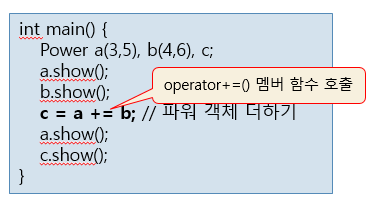 int main() {
Power a(3,5), b(4,6), c;
a.show();
b.show();
operator+=() 멤버 함수 호출
c = a += b; // 파워 객체 더하기
a.show();
c.show();
}